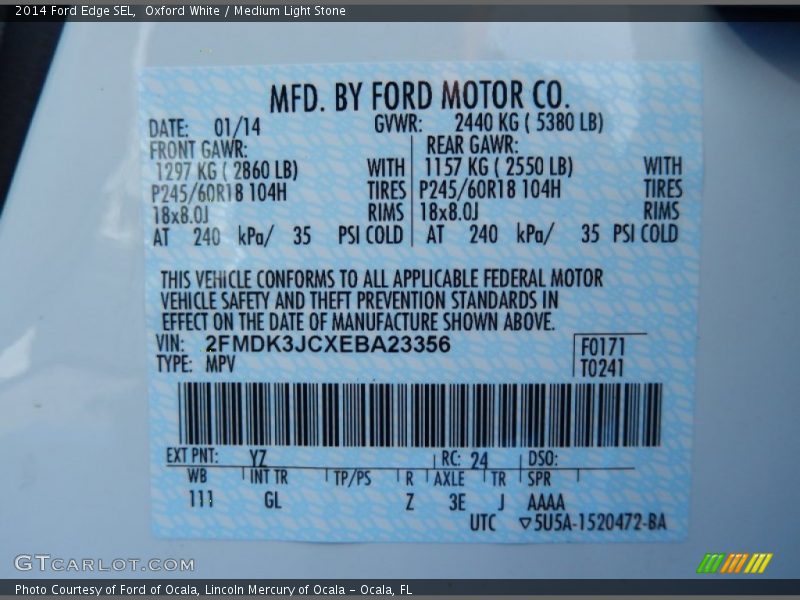 2014 Ford Edge SEL,  Oxford White / Medium Light Stone
MFD. BY FORD MOTOR CO.
DATE: 01/14 GVWR: 2440 KG ( 5380 LB)
FRONT GAWR: REAR GAWR:
1297 KG ( 2860 LB) WITH 1157 KG ( 2550 LB) WITH
P245/60R18 104H TIRES P245/60R18 104H TIRES
18x8.0J RIMS 18x8.0J RIMS
AT 240 kPa/ 35 PSI COLD AT 240 kPa/ 35 PSI COLD
THIS VEHICLE CONFORMS TO ALL APPLICABLE FEDERAL MOTOR
VEHICLE SAFETY AND THEFT PREVENTION STANDARDS IN
EFFECT ON THE DATE OF MANUFACTURE SHOWN ABOVE.
VIN: 2FMDK3JCXEBA23356 F0171
TYPE: MPV T0241
EXT PNT: YZ RC: 24 DSO:
WB INT TR TP/PS R AXLE TR SPR
111 GL Z 3E J AAAA
UTC ▽5U5A-1520472-BA
GTCARLOT.COM
Photo Courtesy of Ford of Ocala, Lincoln Mercury of Ocala - Ocala, FL